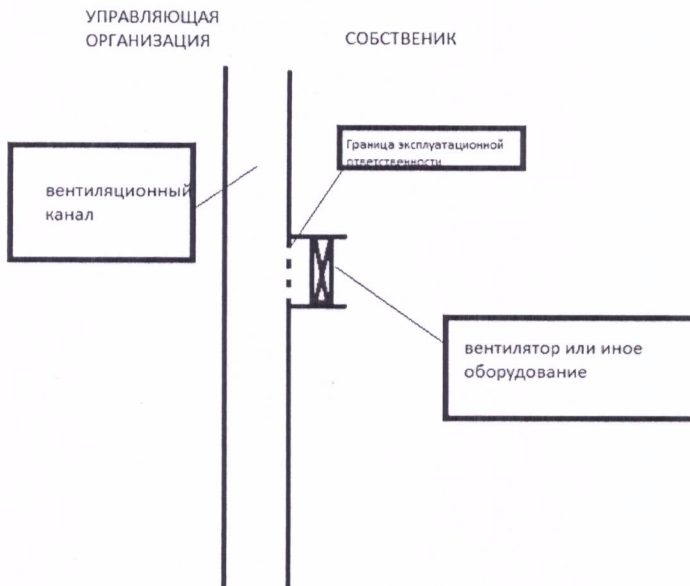 УПРАВЛЯЮЩАЯ
ОРГАНИЗАЦИЯ
СОБСТВЕНИК
Граница эксплуатационной
ответственности
вентиляционный
канал
вентилятор или иное
оборудование